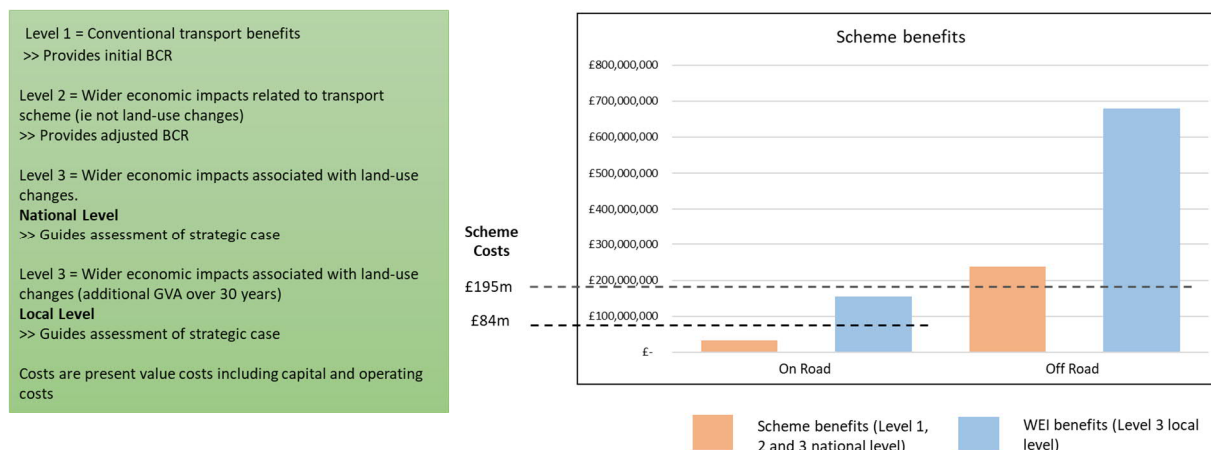 Level 1 = Conventional transport benefits
>> Provides initial BCR
Level 2 = Wider economic impacts related to transport
scheme (ie not land-use changes)
>> Provides adjusted BCR
Level 3 = Wider economic impacts associated with land-use
changes.
National Level
>> Guides assessment of strategic case
Level 3 = Wider economic impacts associated with land-use
changes (additional GVA over 30 years)
Local Level
>> Guides assessment of strategic case
Costs are present value costs including capital and operating
costs
Scheme
Costs
£195m
£84m
Scheme benefits
£800,000,000
£700,000,000
£600,000,000
£500,000,000
£400,000,000
£300,000,000
£200,000,000
£100,000,000
£-
On Road
Off Road
Scheme benefits (Level 1,
2 and 3 national level)
WEI benefits (Level 3 local
level)